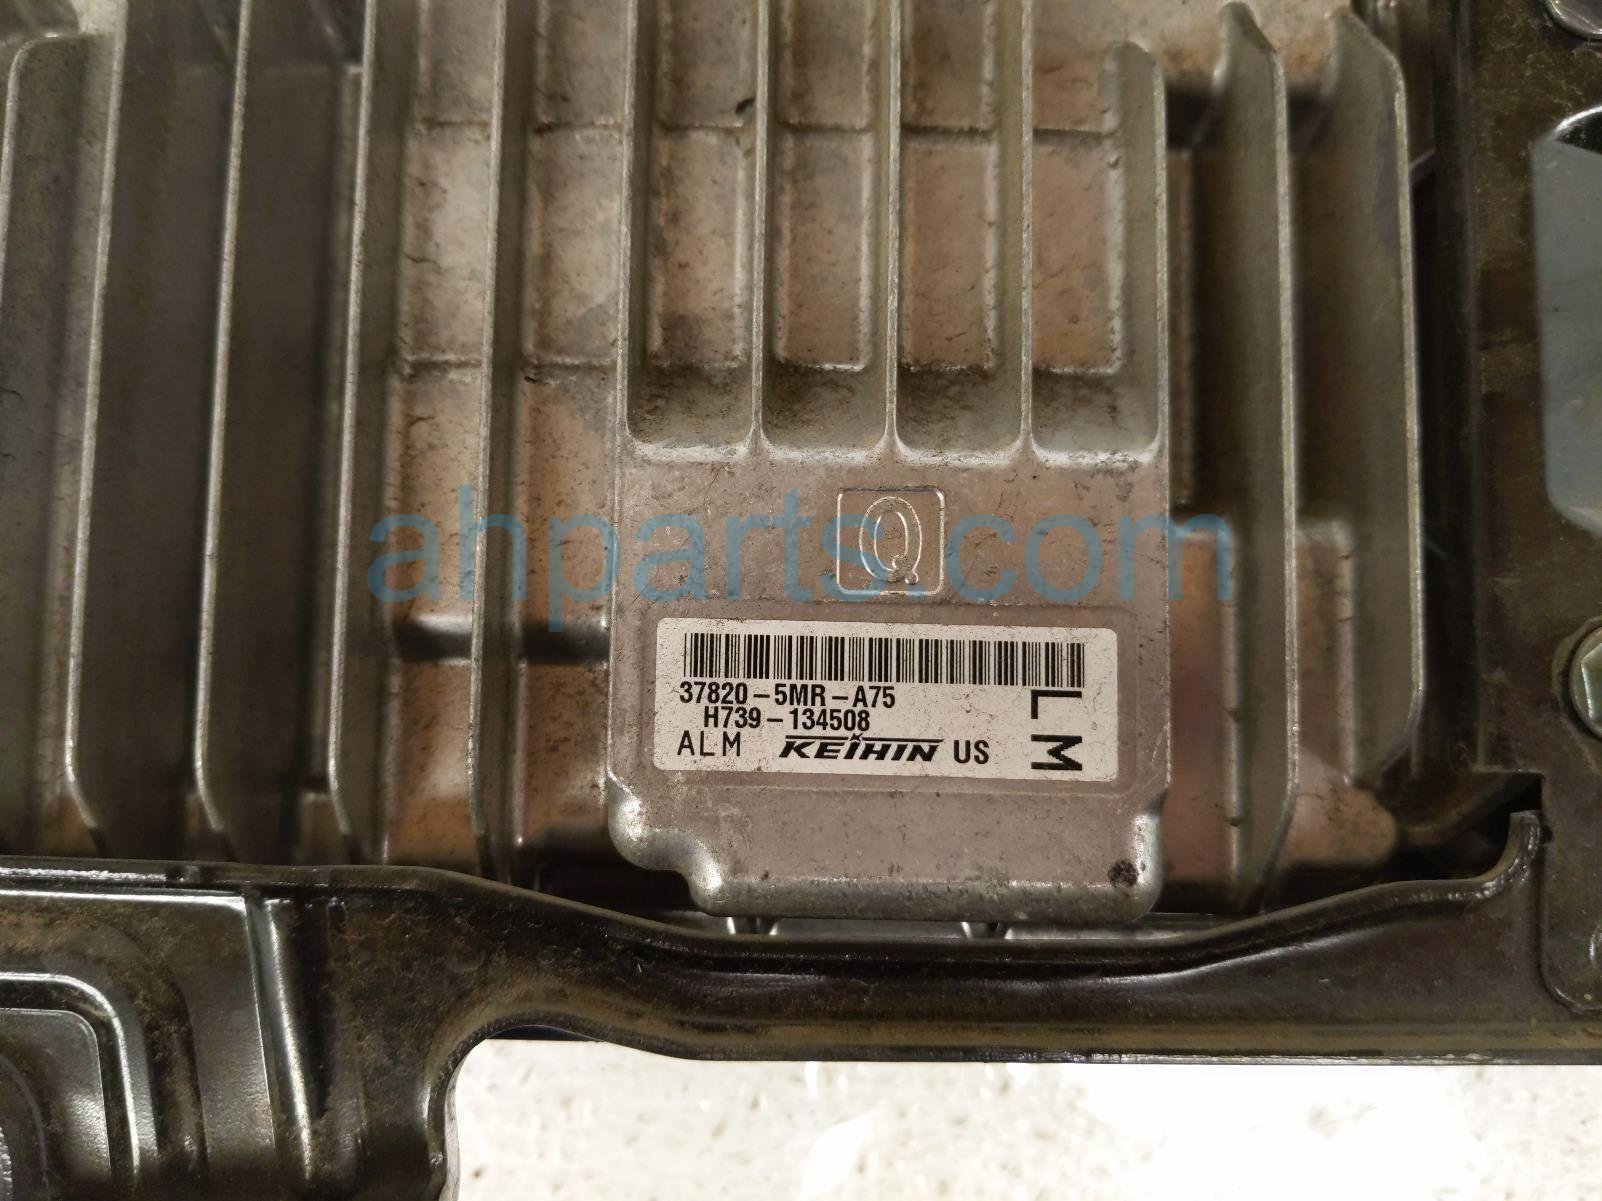 Q
ahparts.com
37820-5MR-A75
H739-134508
ALM KEIHIN US
LM